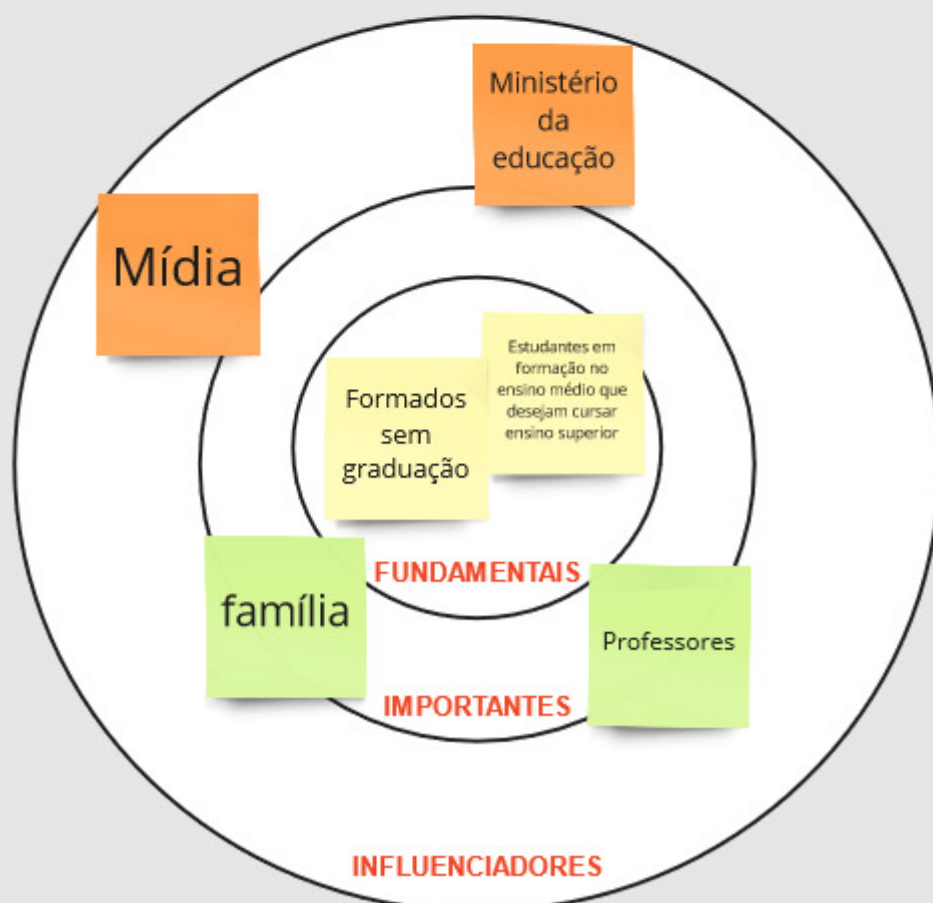 Ministério
da
educação
Mídia
Estudantes em
formação no
ensino médio que
desejam cursar
ensino superior
Formados
sem
graduação
FUNDAMENTAIS
família
Professores
IMPORTANTES
INFLUENCIADORES